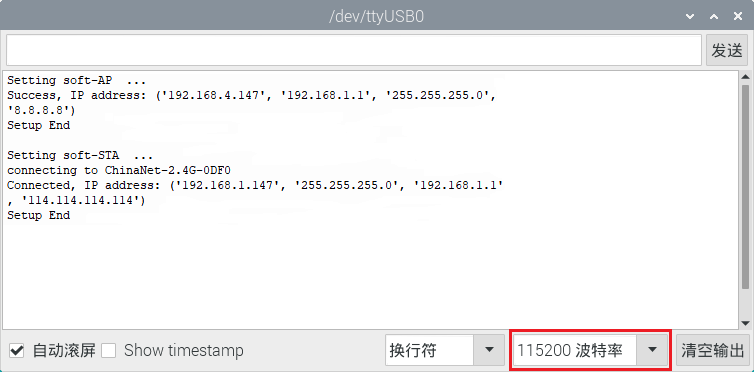 /dev/ttyUSB0
发送
Setting soft-AP  ...
Success, IP address: ('192.168.4.147', '192.168.1.1', '255.255.255.0',
'8.8.8.8')
Setup End
Setting soft-STA  ...
connecting to ChinaNet-2.4G-0DF0
Connected, IP address: ('192.168.1.147', '255.255.255.0', '192.168.1.1'
, '114.114.114.114')
Setup End
自动滚屏 Show timestamp 换行符 115200 波特率 清空输出